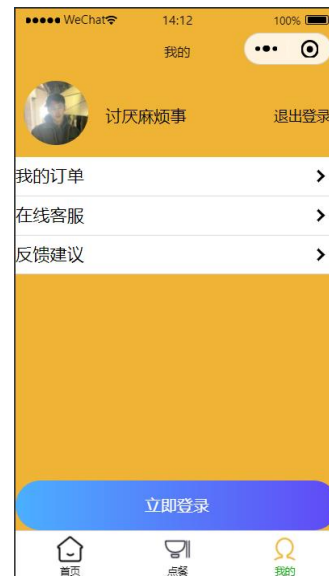 WeChat 14:12 100%
我的
讨厌麻烦事 退出登录
我的订单
在线客服
反馈建议
立即登录
首页 点餐 我的